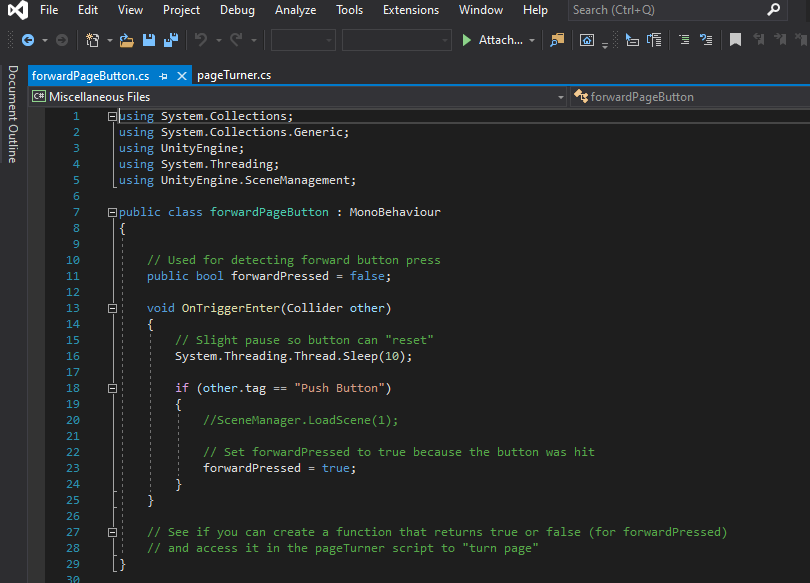 File Edit View Project Debug Analyze Tools Extensions Window Help Search (Ctrl+Q)
Attach...
forwardPageButton.cs pageTurner.cs
Document Outline
C# Miscellaneous Files forwardPageButton
1 using System.Collections;
2 using System.Collections.Generic;
3 using UnityEngine;
4 using System.Threading;
5 using UnityEngine.SceneManagement;
6
7 public class forwardPageButton : MonoBehaviour
8 {
9
10 // Used for detecting forward button press
11 public bool forwardPressed = false;
12
13 void OnTriggerEnter(Collider other)
14 {
15 // Slight pause so button can "reset"
16 System.Threading.Thread.Sleep(10);
17
18 if (other.tag == "Push Button")
19 {
20 //SceneManager.LoadScene(1);
21
22 // Set forwardPressed to true because the button was hit
23 forwardPressed = true;
24 }
25 }
26
27 // See if you can create a function that returns true or false (for forwardPressed)
28 // and access it in the pageTurner script to "turn page"
29 }
30